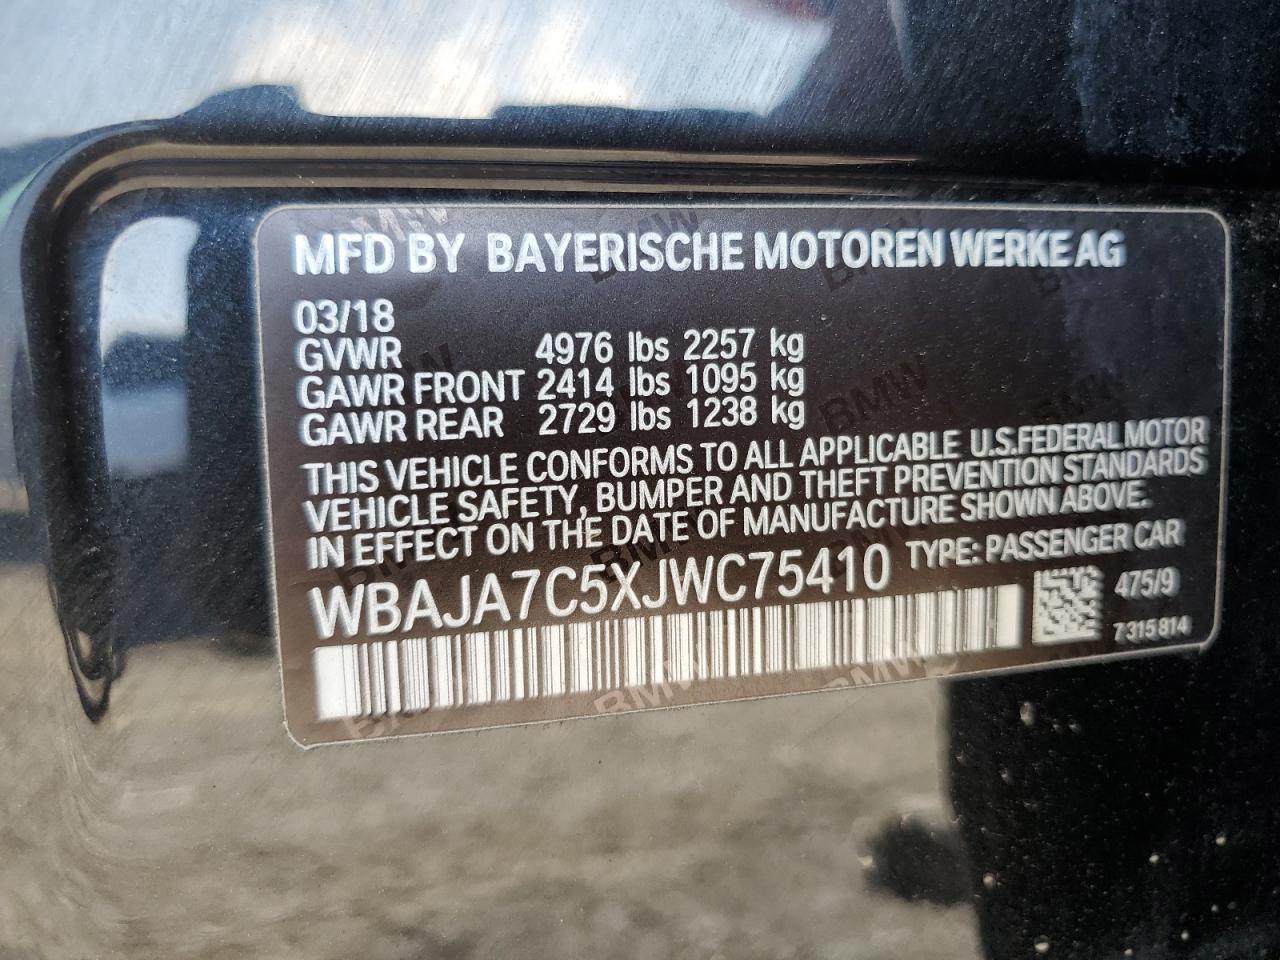 MFD BY BAYERISCHE MOTOREN WERKE AG
03/18
GVWR 4976 lbs 2257 kg
GAWR FRONT 2414 lbs 1095 kg
GAWR REAR 2729 lbs 1238 kg
THIS VEHICLE CONFORMS TO ALL APPLICABLE U.S.FEDERAL MOTOR
VEHICLE SAFETY, BUMPER AND THEFT PREVENTION STANDARDS
IN EFFECT ON THE DATE OF MANUFACTURE SHOWN ABOVE.
WBAJA7C5XJWC75410 TYPE: PASSENGER CAR
475/9
7 315 814